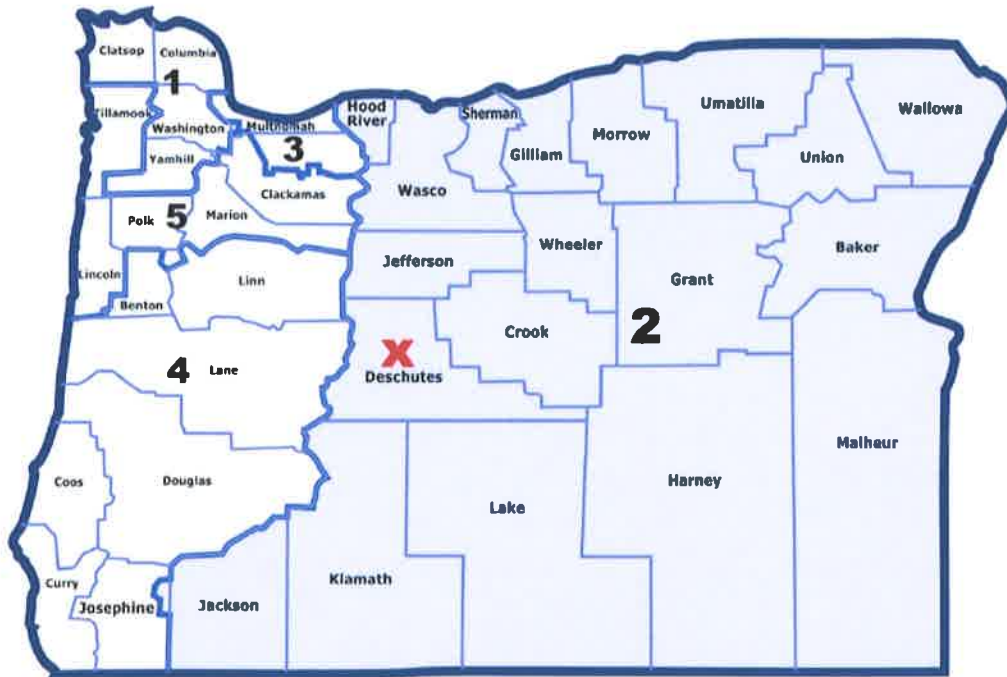 Clatsop
Columbia
1
Tillamook
Washington
Yamhill
Multnomah
3
Clackamas
Hood
River
Sherman
Gilliam
Morrow
Umatilla
Union
Wallowa
Wasco
Polk
5
Marion
Lincoln
Benton
Linn
Jefferson
Wheeler
Grant
Baker
Crook
2
X
Deschutes
4
Lane
Coos
Douglas
Curry
Josephine
Jackson
Klamath
Lake
Harney
Malheur